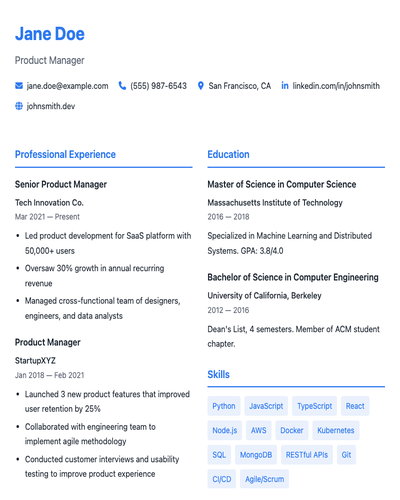 Jane Doe
Product Manager
jane.doe@example.com (555) 987-6543 San Francisco, CA linkedin.com/in/johnsmith
johnsmith.dev
Professional Experience
Senior Product Manager
Tech Innovation Co.
Mar 2021 — Present
• Led product development for SaaS platform with
50,000+ users
• Oversaw 30% growth in annual recurring
revenue
• Managed cross-functional team of designers,
engineers, and data analysts
Product Manager
StartupXYZ
Jan 2018 — Feb 2021
• Launched 3 new product features that improved
user retention by 25%
• Collaborated with engineering team to
implement agile methodology
• Conducted customer interviews and usability
testing to improve product experience
Education
Master of Science in Computer Science
Massachusetts Institute of Technology
2016 — 2018
Specialized in Machine Learning and Distributed
Systems. GPA: 3.8/4.0
Bachelor of Science in Computer Engineering
University of California, Berkeley
2012 — 2016
Dean's List, 4 semesters. Member of ACM student
chapter.
Skills
Python JavaScript TypeScript React
Node.js AWS Docker Kubernetes
SQL MongoDB RESTful APIs Git
CI/CD Agile/Scrum